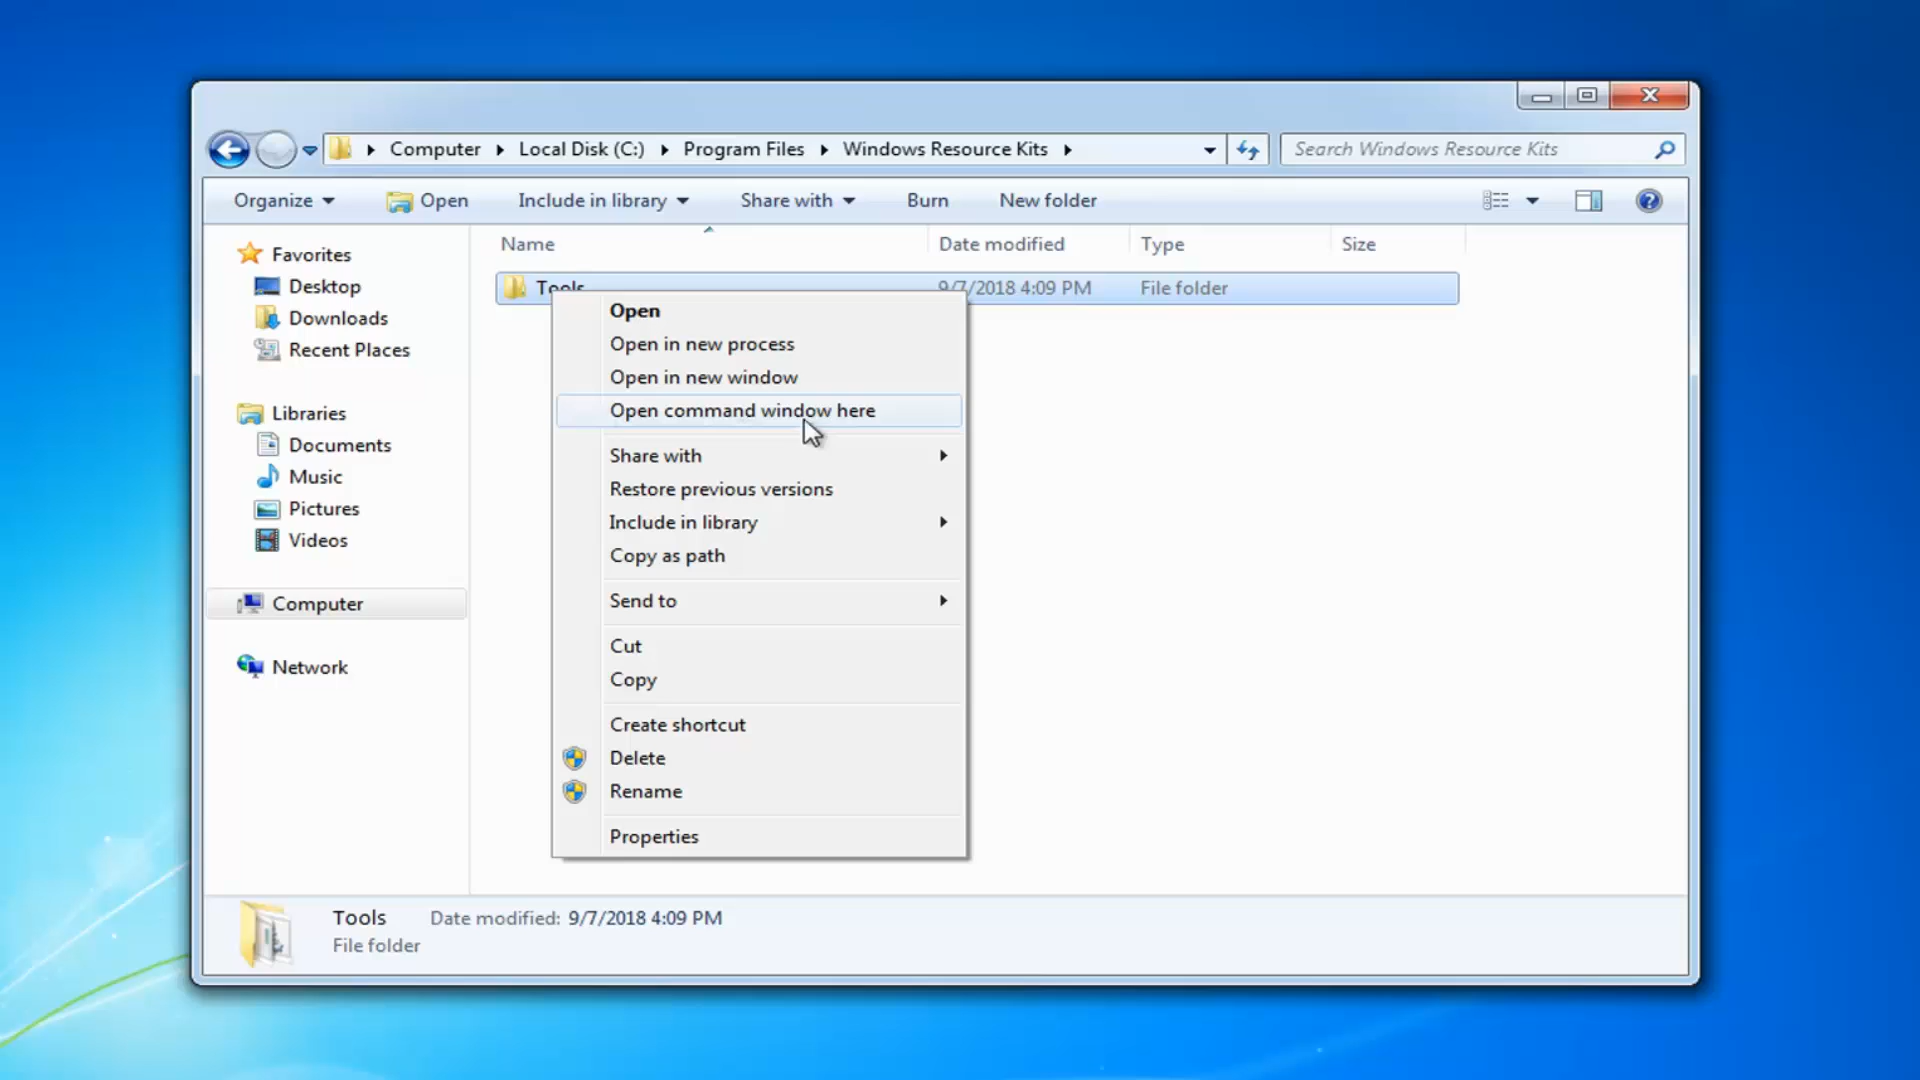 Computer
Local Disk (C:)
Program Files
Windows Resource Kits
Search Windows Resource Kits
Organize
Open
Include in library
Share with
Burn
New folder
Favorites
Desktop
Downloads
Recent Places
Libraries
Documents
Music
Pictures
Videos
Computer
Network
Name
Date modified
Type
Size
Tools
9/7/2018 4:09 PM
File folder
Open
Open in new process
Open in new window
Open command window here
Share with
Restore previous versions
Include in library
Copy as path
Send to
Cut
Copy
Create shortcut
Delete
Rename
Properties
Tools
Date modified: 9/7/2018 4:09 PM
File folder